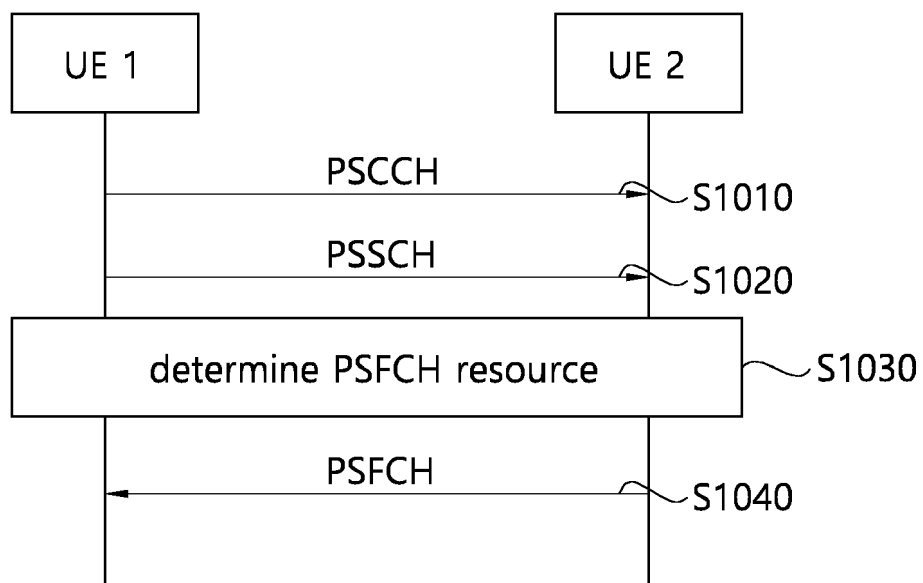 UE 1
UE 2
PSCCH
S1010
PSSCH
S1020
determine PSFCH resource
S1030
PSFCH
S1040